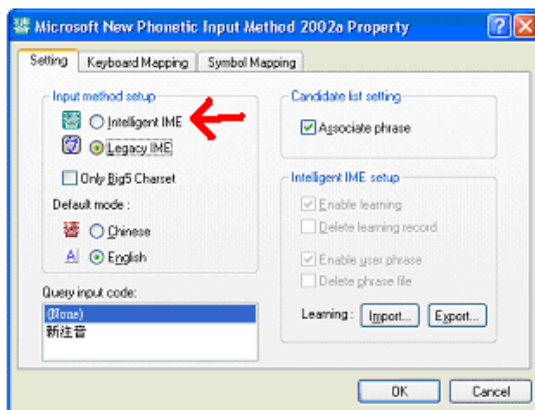 Microsoft New Phonetic Input Method 2002a Property
Setting
Keyboard Mapping
Symbol Mapping
Input method setup
Intelligent IME
Legacy IME
Only Big5 Charset
Default mode :
Chinese
English
Query input code:
(None)
新注音
Candidate list setting
Associate phrase
Intelligent IME setup
Enable learning
Delete learning record
Enable user phrase
Delete phrase file
Learning : Import... Export...
OK Cancel